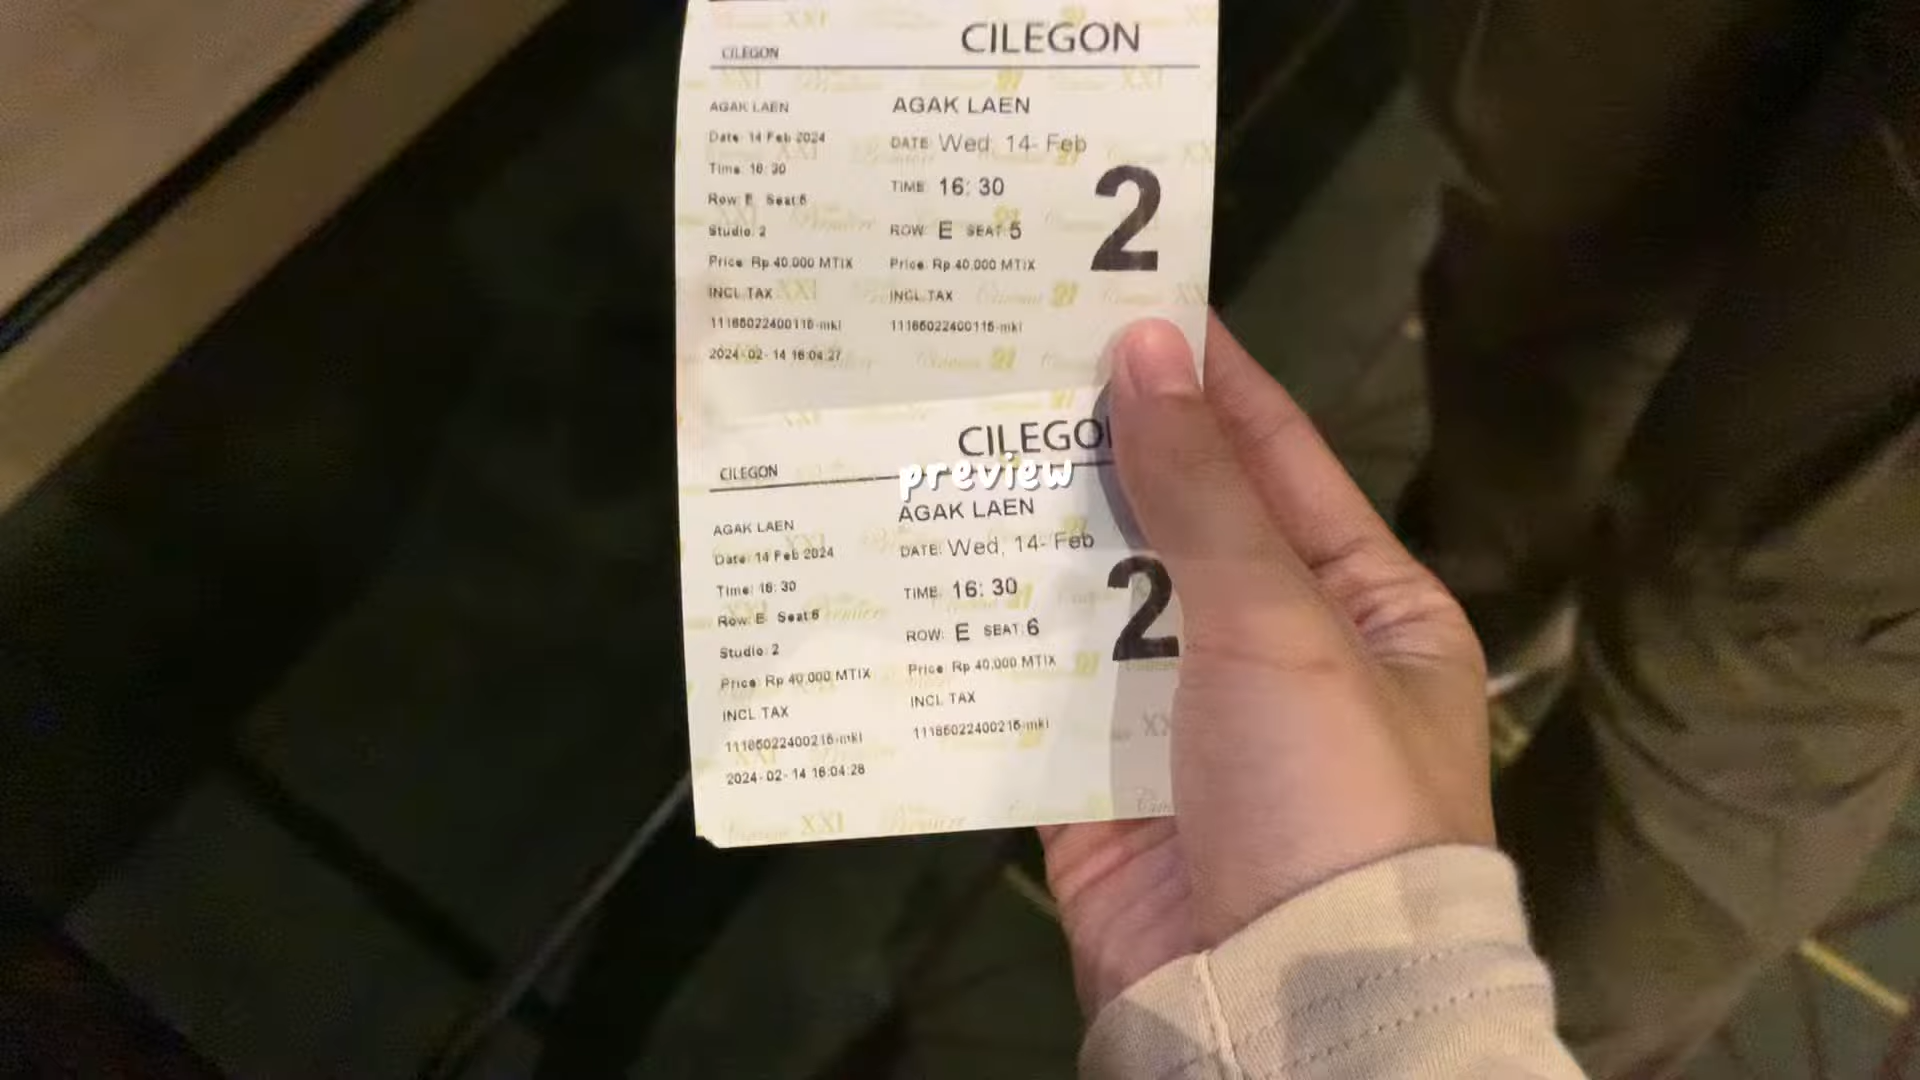 CILEGON CILEGON
AGAK LAEN AGAK LAEN
Date: 14 Feb 2024 DATE: Wed, 14- Feb
Time: 16:30 TIME: 16:30
2
Row: E Seat:5 ROW: E SEAT:5
Studio: 2
Price: Rp 40.000 MTIX Price: Rp 40.000 MTIX
INCL TAX INCL TAX
2024-02-14 16:04:27
CILEGON
preview
CILEGON
AGAK LAEN AGAK LAEN
Date: 14 Feb 2024 DATE: Wed, 14- Feb
Time: 16:30 TIME: 16:30
2
Row: E Seat:6 ROW: E SEAT:6
Studio: 2
Price: Rp 40.000 MTIX Price: Rp 40.000 MTIX
INCL TAX INCL TAX
2024-02-14 16:04:28
XXI Premiere